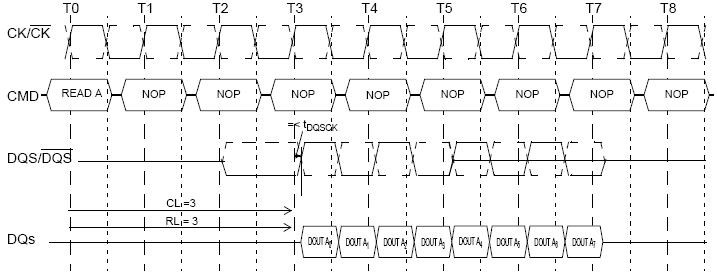 T0 T1 T2 T3 T4 T5 T6 T7 T8
CK/CK
CMD READ A NOP NOP NOP NOP NOP NOP NOP NOP
=< tDQSCK
DQS/DQS
CL =3
RL = 3
DQs DOUT A0 DOUT A1 DOUT A2 DOUT A3 DOUT A4 DOUT A5 DOUT A6 DOUT A7